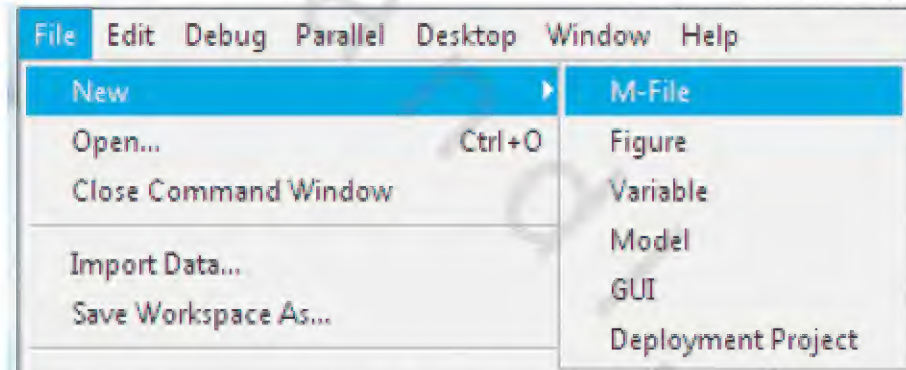 File Edit Debug Parallel Desktop Window Help
New
Open... Ctrl+O
Close Command Window
Import Data...
Save Workspace As...
M-File
Figure
Variable
Model
GUI
Deployment Project